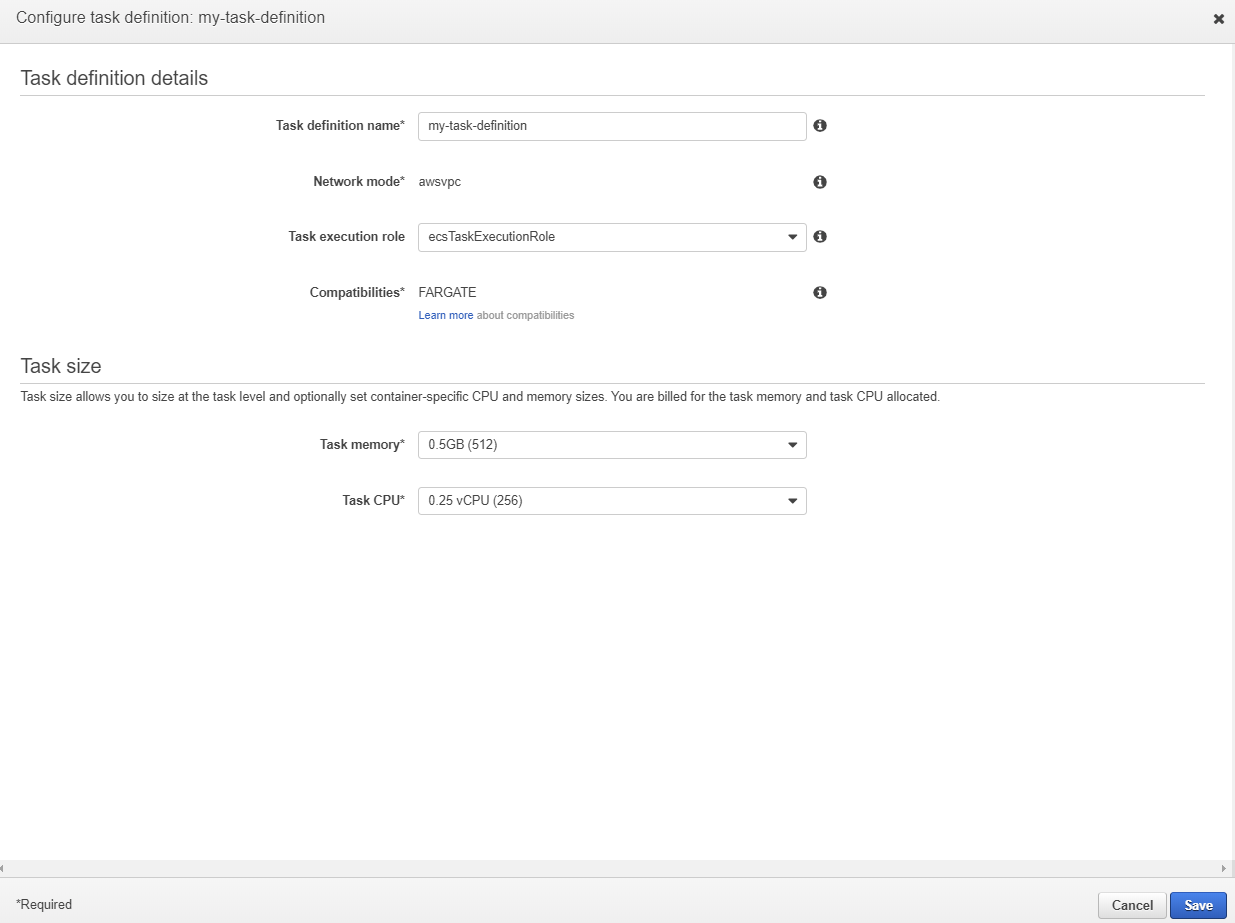 Configure task definition: my-task-definition
Task definition details
Task definition name* my-task-definition
Network mode* awsvpc
Task execution role ecsTaskExecutionRole
Compatibilities* FARGATE
Learn more about compatibilities
Task size
Task size allows you to size at the task level and optionally set container-specific CPU and memory sizes. You are billed for the task memory and task CPU allocated.
Task memory* 0.5GB (512)
Task CPU* 0.25 vCPU (256)
*Required Cancel Save